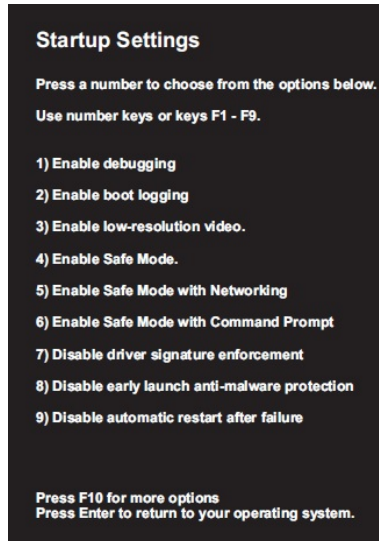 Startup Settings
Press a number to choose from the options below.
Use number keys or keys F1 - F9.
1) Enable debugging
2) Enable boot logging
3) Enable low-resolution video.
4) Enable Safe Mode.
5) Enable Safe Mode with Networking
6) Enable Safe Mode with Command Prompt
7) Disable driver signature enforcement
8) Disable early launch anti-malware protection
9) Disable automatic restart after failure
Press F10 for more options
Press Enter to return to your operating system.